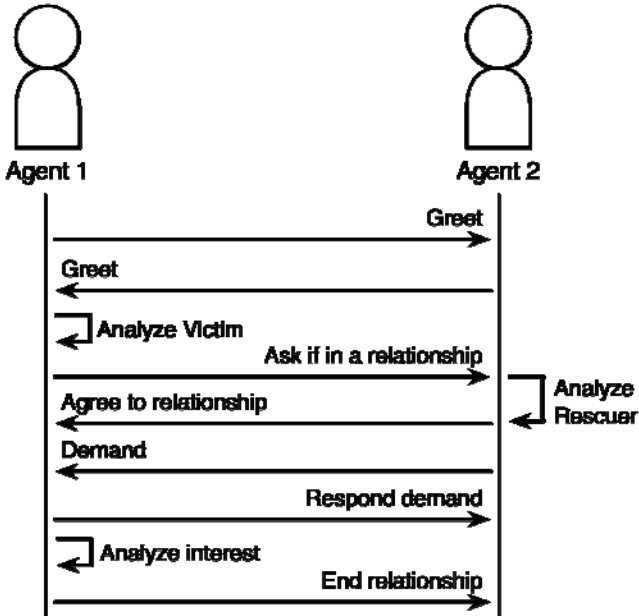 Agent 1
Agent 2
Greet
Greet
Analyze Victim
Ask if in a relationship
Analyze
Rescuer
Agree to relationship
Demand
Respond demand
Analyze interest
End relationship